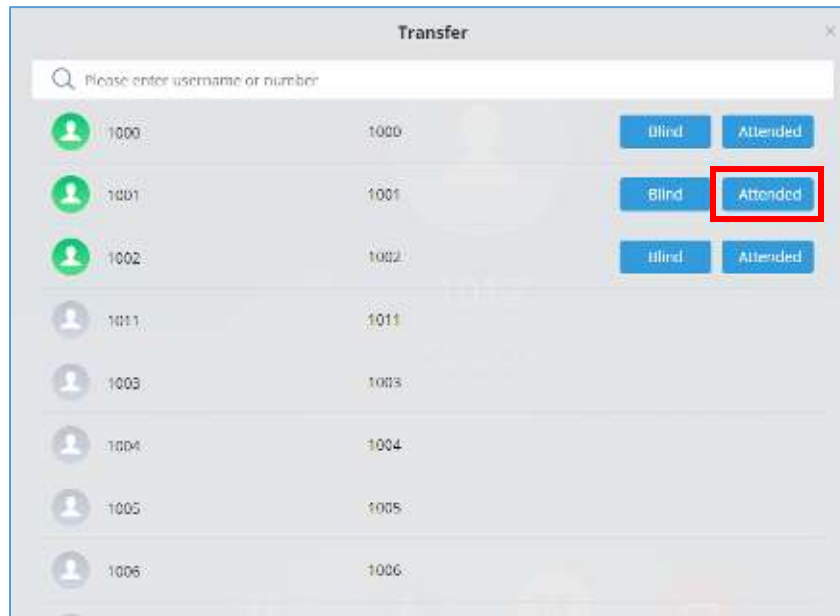 Transfer
Please enter username or number
1000 1000 Blind Attended
1001 1001 Blind Attended
1002 1002 Blind Attended
1011 1011
1003 1003
1004 1004
1005 1005
1006 1006